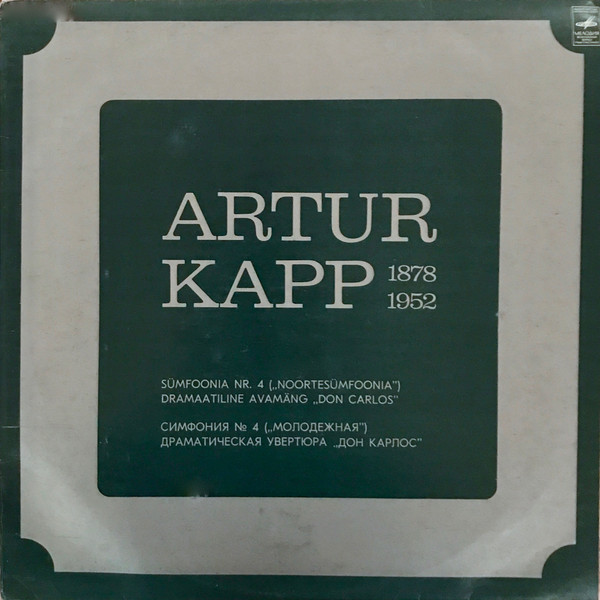 МЕЛОДИЯ
ARTUR
KAPP 1878
1952
SÜMFOONIA NR. 4 („NOORTESÜMFOONIA”)
DRAMAATILINE AVAMÄNG „DON CARLOS”
СИМФОНИЯ № 4 („МОЛОДЕЖНАЯ”)
ДРАМАТИЧЕСКАЯ УВЕРТЮРА „ДОН КАРЛОС”